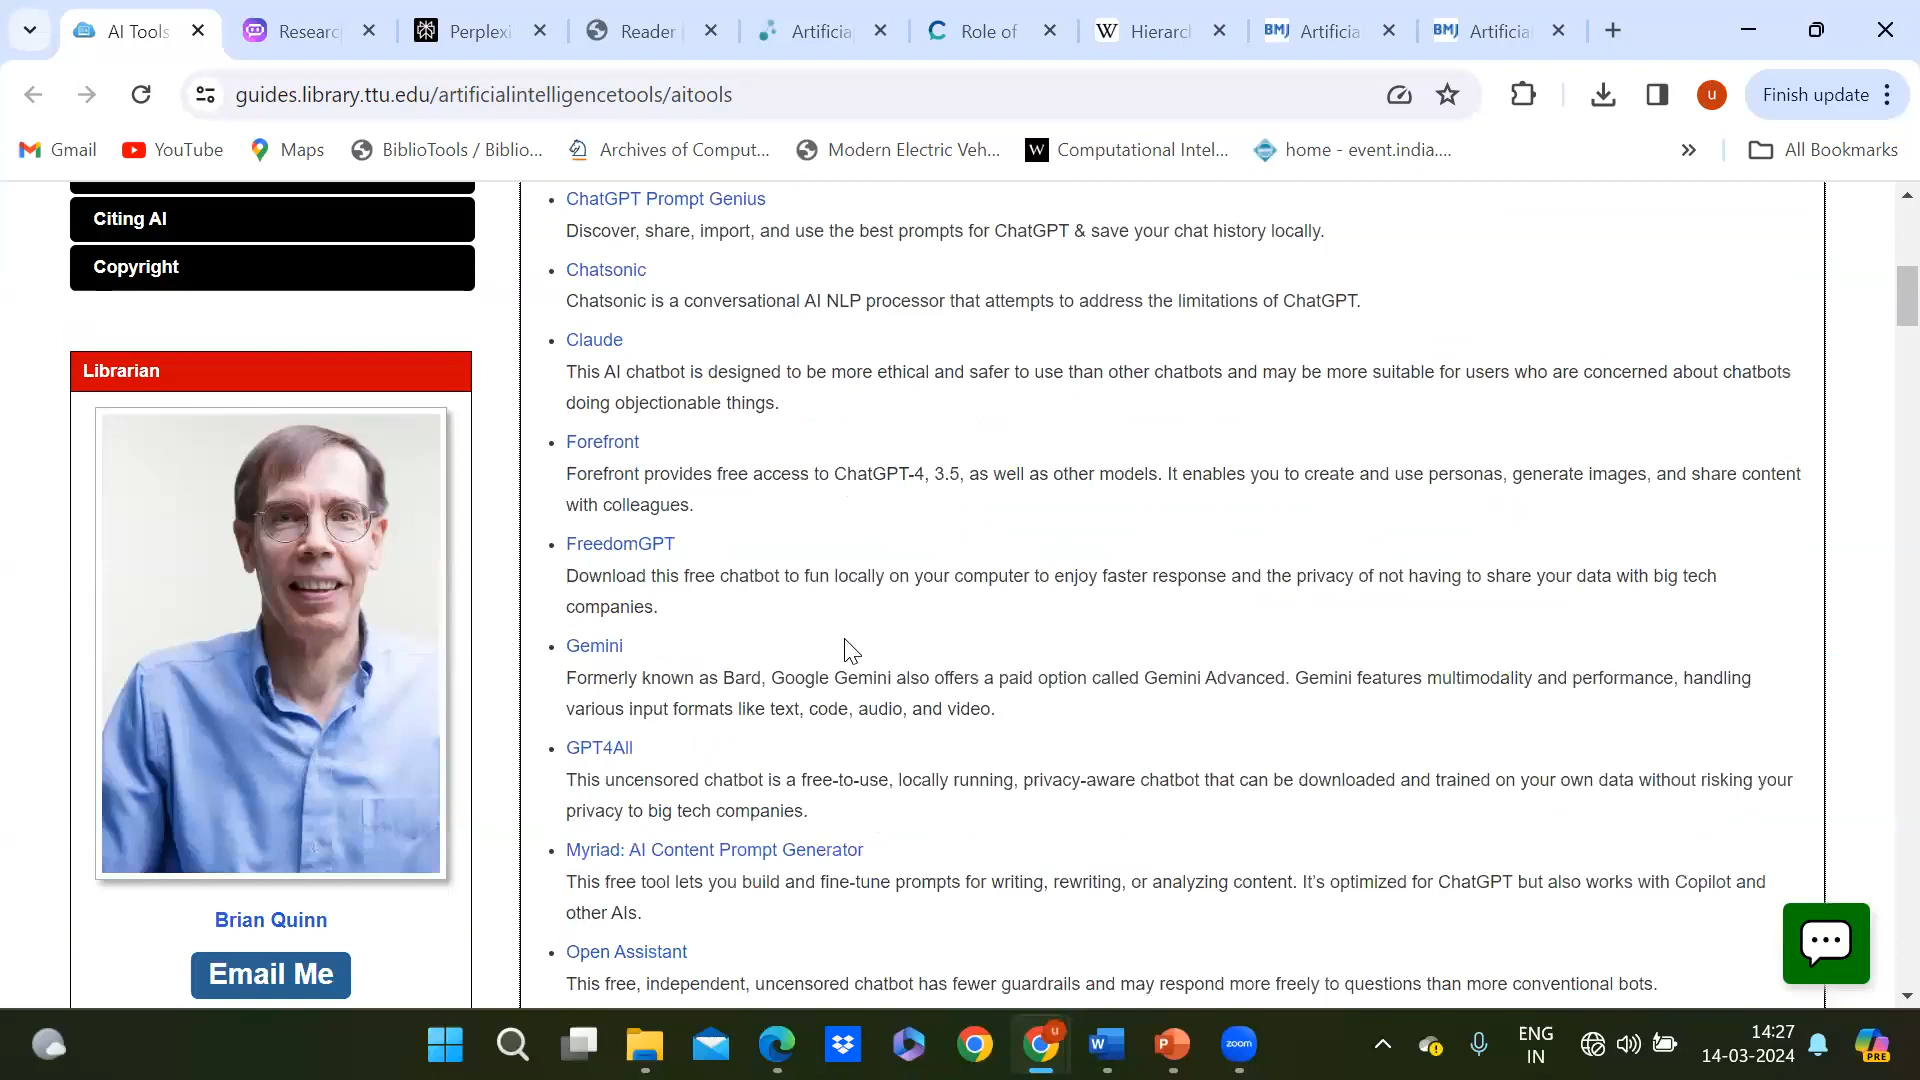 AI Tools
Researc
Perplexi
Reader
Artificia
Role of
W
Hierarcl
BMJ
Artificia
BMJ
Artificia
guides.library.ttu.edu/artificialintelligencetools/aitools
u
Finish update
Gmail
YouTube
Maps
BiblioTools / Biblio...
Archives of Comput...
Modern Electric Veh...
W
Computational Intel...
home - event.india....
All Bookmarks
Citing AI
Copyright
Librarian
Brian Quinn
Email Me
ChatGPT Prompt Genius
Discover, share, import, and use the best prompts for ChatGPT & save your chat history locally.
Chatsonic
Chatsonic is a conversational AI NLP processor that attempts to address the limitations of ChatGPT.
Claude
This AI chatbot is designed to be more ethical and safer to use than other chatbots and may be more suitable for users who are concerned about chatbots
doing objectionable things.
Forefront
Forefront provides free access to ChatGPT-4, 3.5, as well as other models. It enables you to create and use personas, generate images, and share content
with colleagues.
FreedomGPT
Download this free chatbot to fun locally on your computer to enjoy faster response and the privacy of not having to share your data with big tech
companies.
Gemini
Formerly known as Bard, Google Gemini also offers a paid option called Gemini Advanced. Gemini features multimodality and performance, handling
various input formats like text, code, audio, and video.
GPT4All
This uncensored chatbot is a free-to-use, locally running, privacy-aware chatbot that can be downloaded and trained on your own data without risking your
privacy to big tech companies.
Myriad: AI Content Prompt Generator
This free tool lets you build and fine-tune prompts for writing, rewriting, or analyzing content. It's optimized for ChatGPT but also works with Copilot and
other AIs.
Open Assistant
This free, independent, uncensored chatbot has fewer guardrails and may respond more freely to questions than more conventional bots.
u
W
P
zoom
ENG
IN
14:27
14-03-2024
PRE